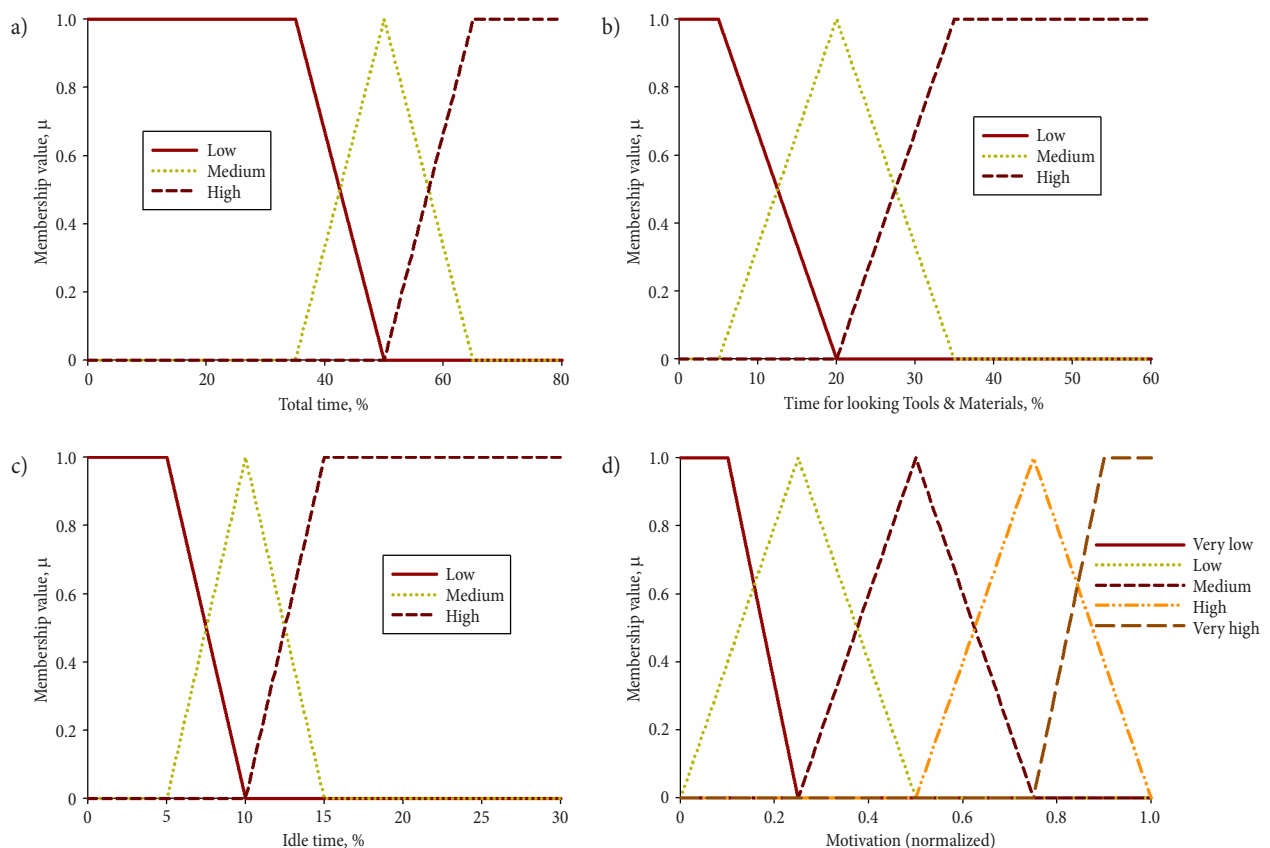 a)
1.0
0.8
0.6
0.4
0.2
0
Membership value, µ
Low
Medium
High
0 20 40 60 80
Total time, %
b)
1.0
0.8
0.6
0.4
0.2
0
Membership value, µ
Low
Medium
High
0 10 20 30 40 50 60
Time for looking Tools & Materials, %
c)
1.0
0.8
0.6
0.4
0.2
0
Membership value, µ
Low
Medium
High
0 5 10 15 20 25 30
Idle time, %
d)
1.0
0.8
0.6
0.4
0.2
0
Membership value, µ
Very low
Low
Medium
High
Very high
0 0.2 0.4 0.6 0.8 1.0
Motivation (normalized)